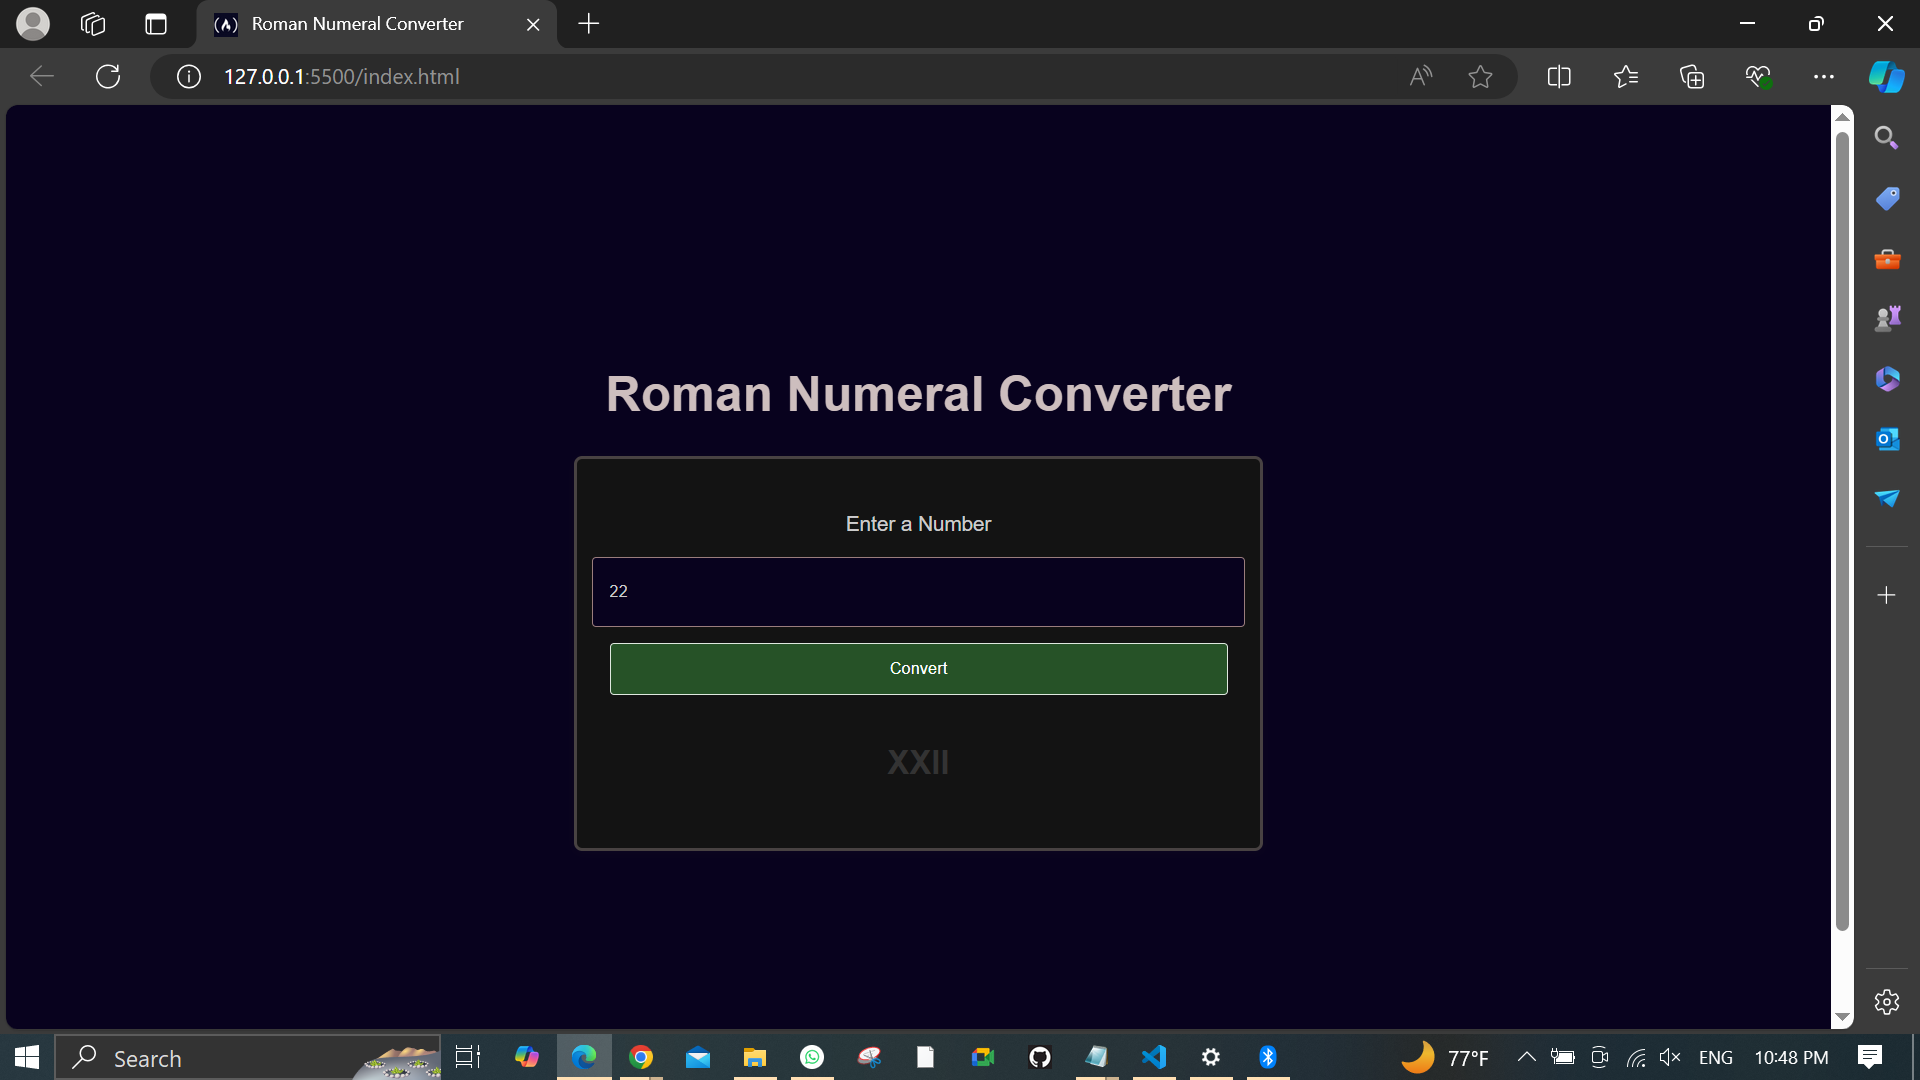 Roman Numeral Converter
127.0.0.1:5500/index.html
Roman Numeral Converter
Enter a Number
22
Convert
XXII
Search
77°F
ENG
10:48 PM